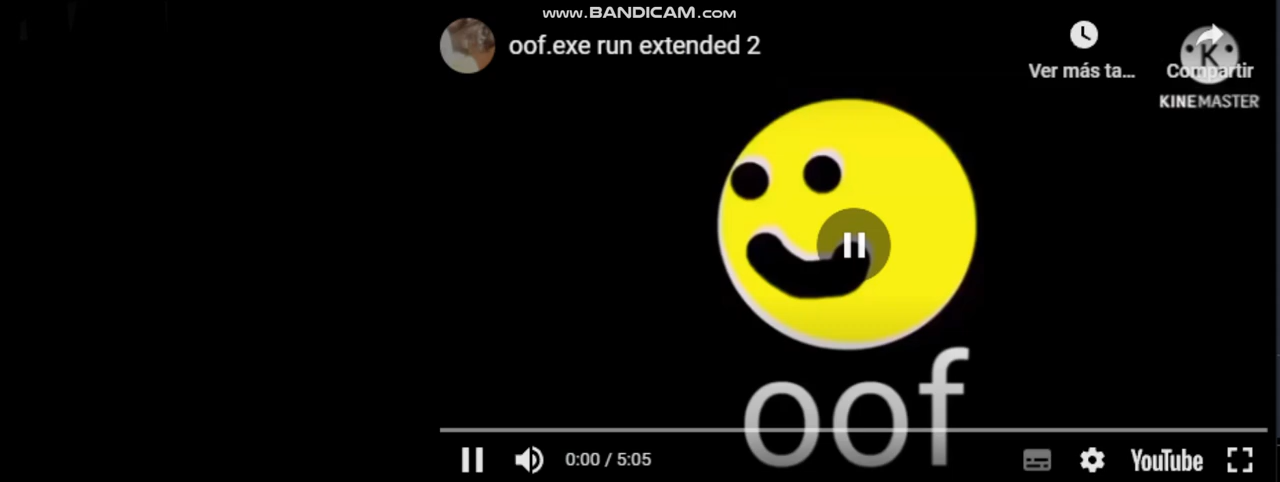 www.BANDICAM.com
oof.exe run extended 2
Ver más ta...
K
Compartir
KINEMASTER
oof
0:00 / 5:05
YouTube